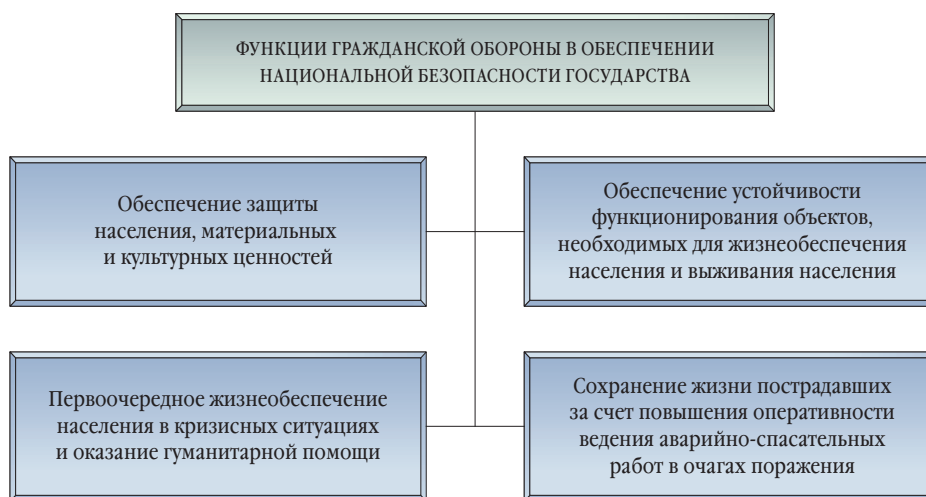 ФУНКЦИИ ГРАЖДАНСКОЙ ОБОРОНЫ В ОБЕСПЕЧЕНИИ
НАЦИОНАЛЬНОЙ БЕЗОПАСНОСТИ ГОСУДАРСТВА
Обеспечение защиты
населения, материальных
и культурных ценностей
Обеспечение устойчивости
функционирования объектов,
необходимых для жизнеобеспечения
населения и выживания населения
Первоочередное жизнеобеспечение
населения в кризисных ситуациях
и оказание гуманитарной помощи
Сохранение жизни пострадавших
за счет повышения оперативности
ведения аварийно-спасательных
работ в очагах поражения